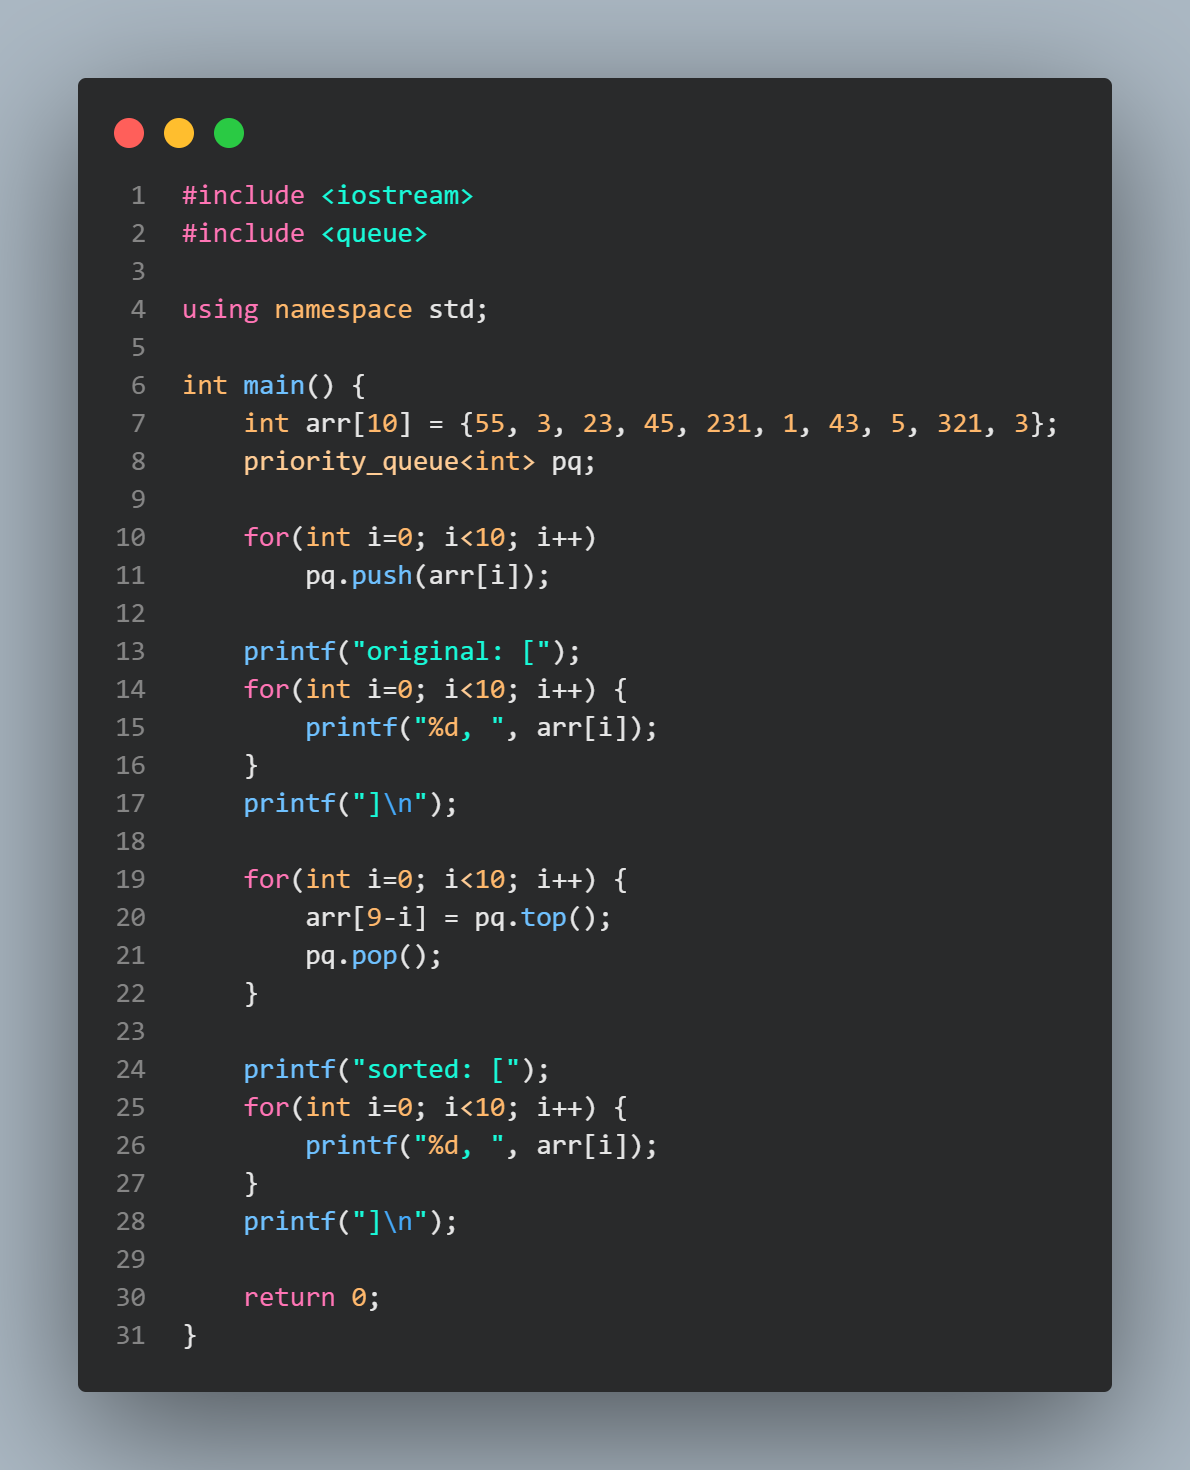 1 #include <iostream>
2 #include <queue>
3
4 using namespace std;
5
6 int main() {
7     int arr[10] = {55, 3, 23, 45, 231, 1, 43, 5, 321, 3};
8     priority_queue<int> pq;
9
10     for(int i=0; i<10; i++)
11         pq.push(arr[i]);
12
13     printf("original: [");
14     for(int i=0; i<10; i++) {
15         printf("%d, ", arr[i]);
16     }
17     printf("]\n");
18
19     for(int i=0; i<10; i++) {
20         arr[9-i] = pq.top();
21         pq.pop();
22     }
23
24     printf("sorted: [");
25     for(int i=0; i<10; i++) {
26         printf("%d, ", arr[i]);
27     }
28     printf("]\n");
29
30     return 0;
31 }